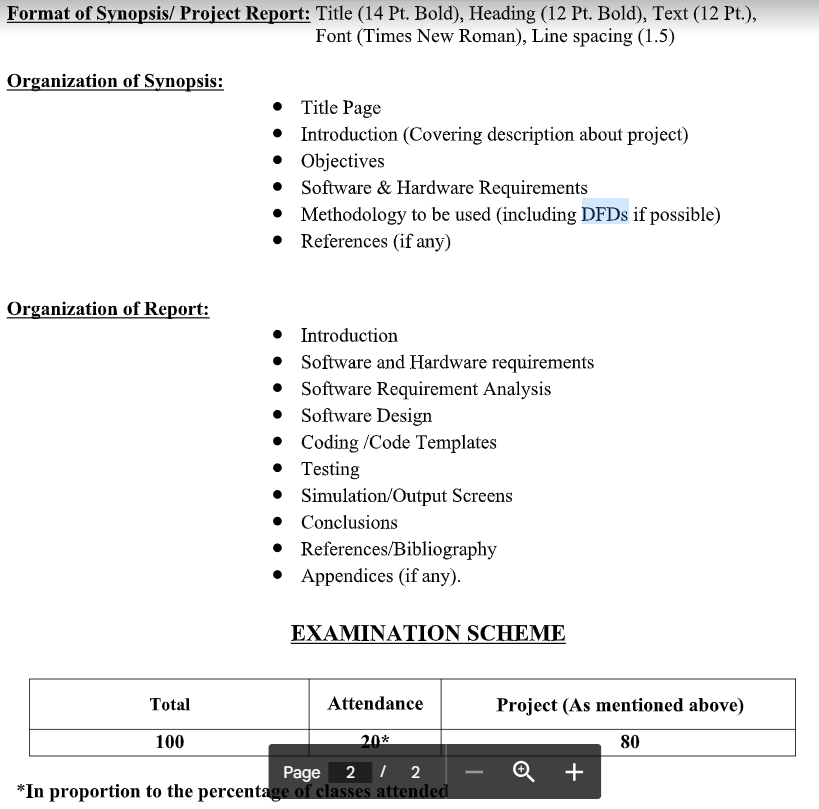 Format of Synopsis/ Project Report: Title (14 Pt. Bold), Heading (12 Pt. Bold), Text (12 Pt.),
Font (Times New Roman), Line spacing (1.5)
Organization of Synopsis:
• Title Page
• Introduction (Covering description about project)
• Objectives
• Software & Hardware Requirements
• Methodology to be used (including DFDs if possible)
• References (if any)
Organization of Report:
• Introduction
• Software and Hardware requirements
• Software Requirement Analysis
• Software Design
• Coding /Code Templates
• Testing
• Simulation/Output Screens
• Conclusions
• References/Bibliography
• Appendices (if any).
EXAMINATION SCHEME
Total Attendance Project (As mentioned above)
100 20* 80
Page 2 / 2
*In proportion to the percentage of classes attended